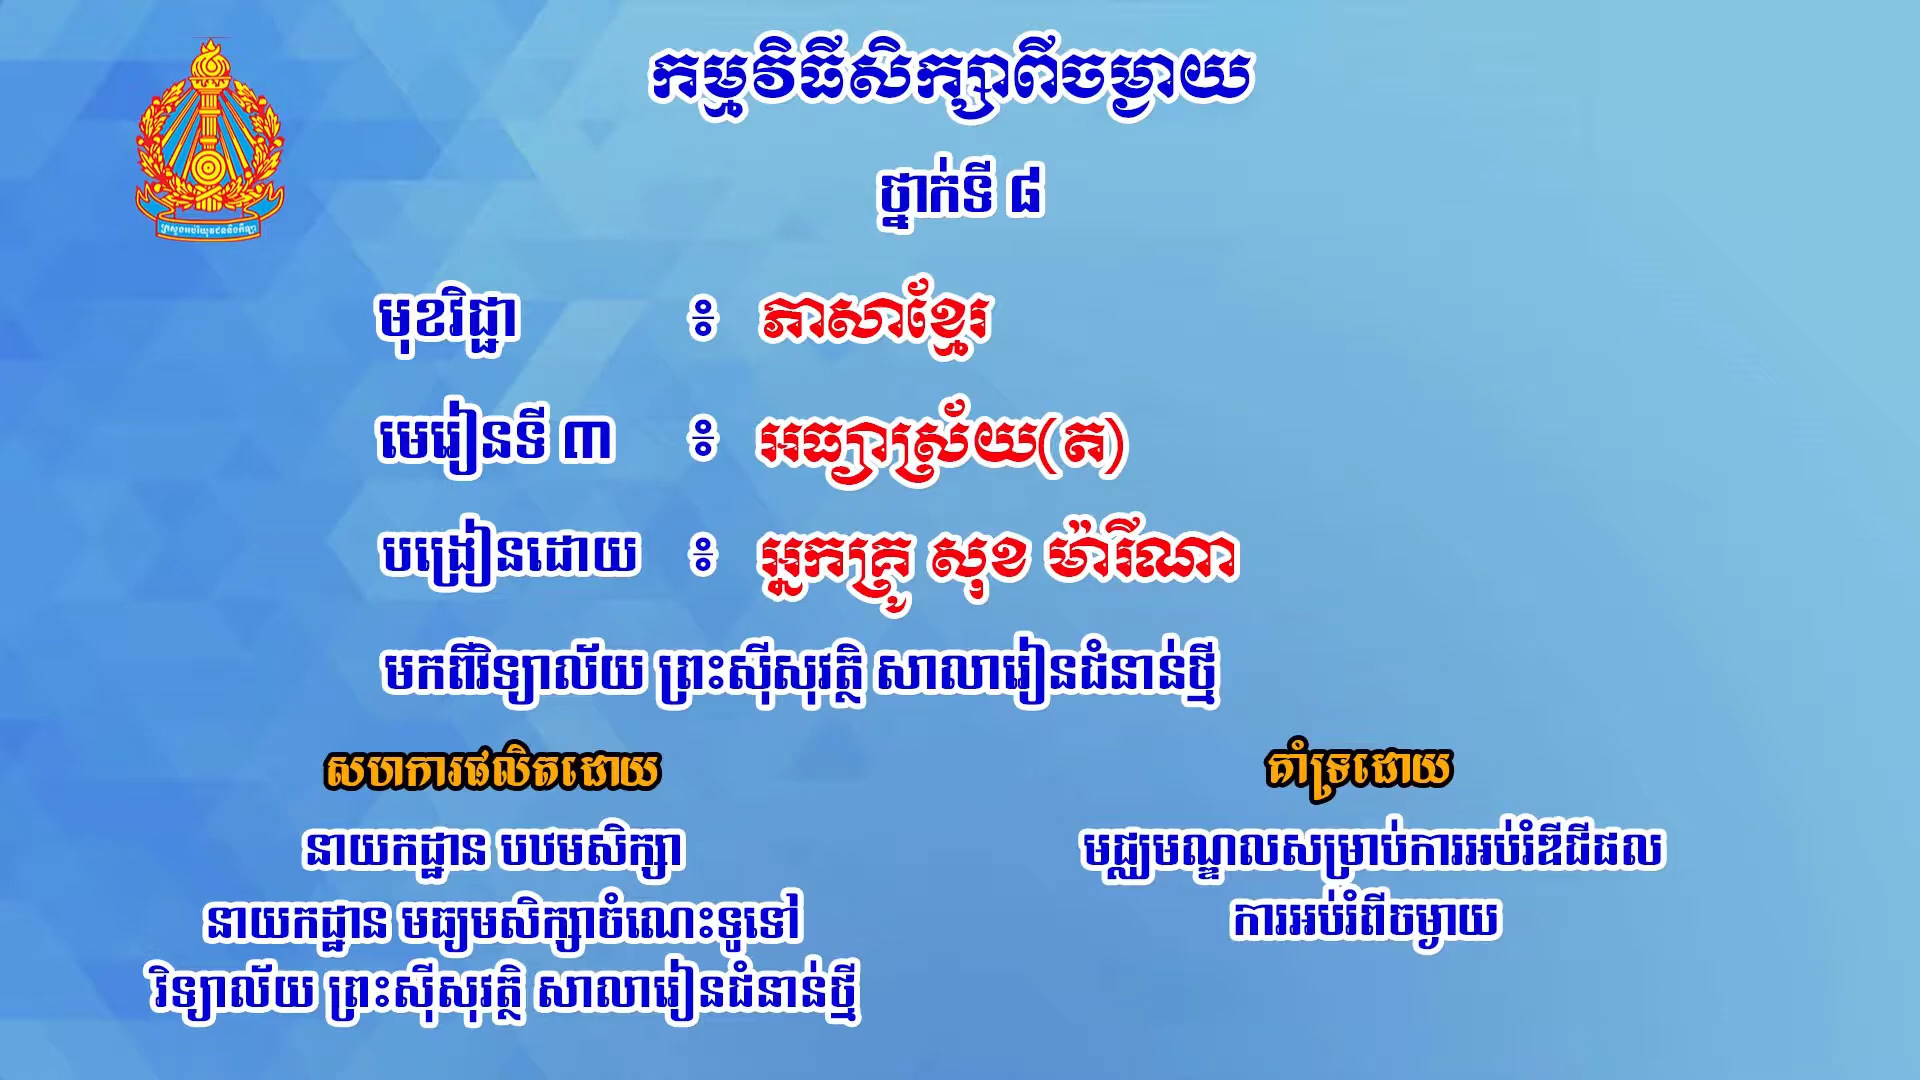 កម្មវិធីសិក្សាពីចម្ងាយ
ថ្នាក់ទី ៨
មុខវិជ្ជា ៖ ភាសាខ្មែរ
មេរៀនទី ៣ ៖ អធ្យាស្រ័យ(ត)
បង្រៀនដោយ ៖ អ្នកគ្រូ សុខ ម៉ារីណា
មកពីវិទ្យាល័យ ព្រះស៊ីសុវត្ថិ សាលារៀនជំនាន់ថ្មី
សហការផលិតដោយ
នាយកដ្ឋាន បឋមសិក្សា
នាយកដ្ឋាន មធ្យមសិក្សាចំណេះទូទៅ
វិទ្យាល័យ ព្រះស៊ីសុវត្ថិ សាលារៀនជំនាន់ថ្មី
គាំទ្រដោយ
មជ្ឈមណ្ឌលសម្រាប់ការអប់រំឌីជីផល
ការអប់រំពីចម្ងាយ